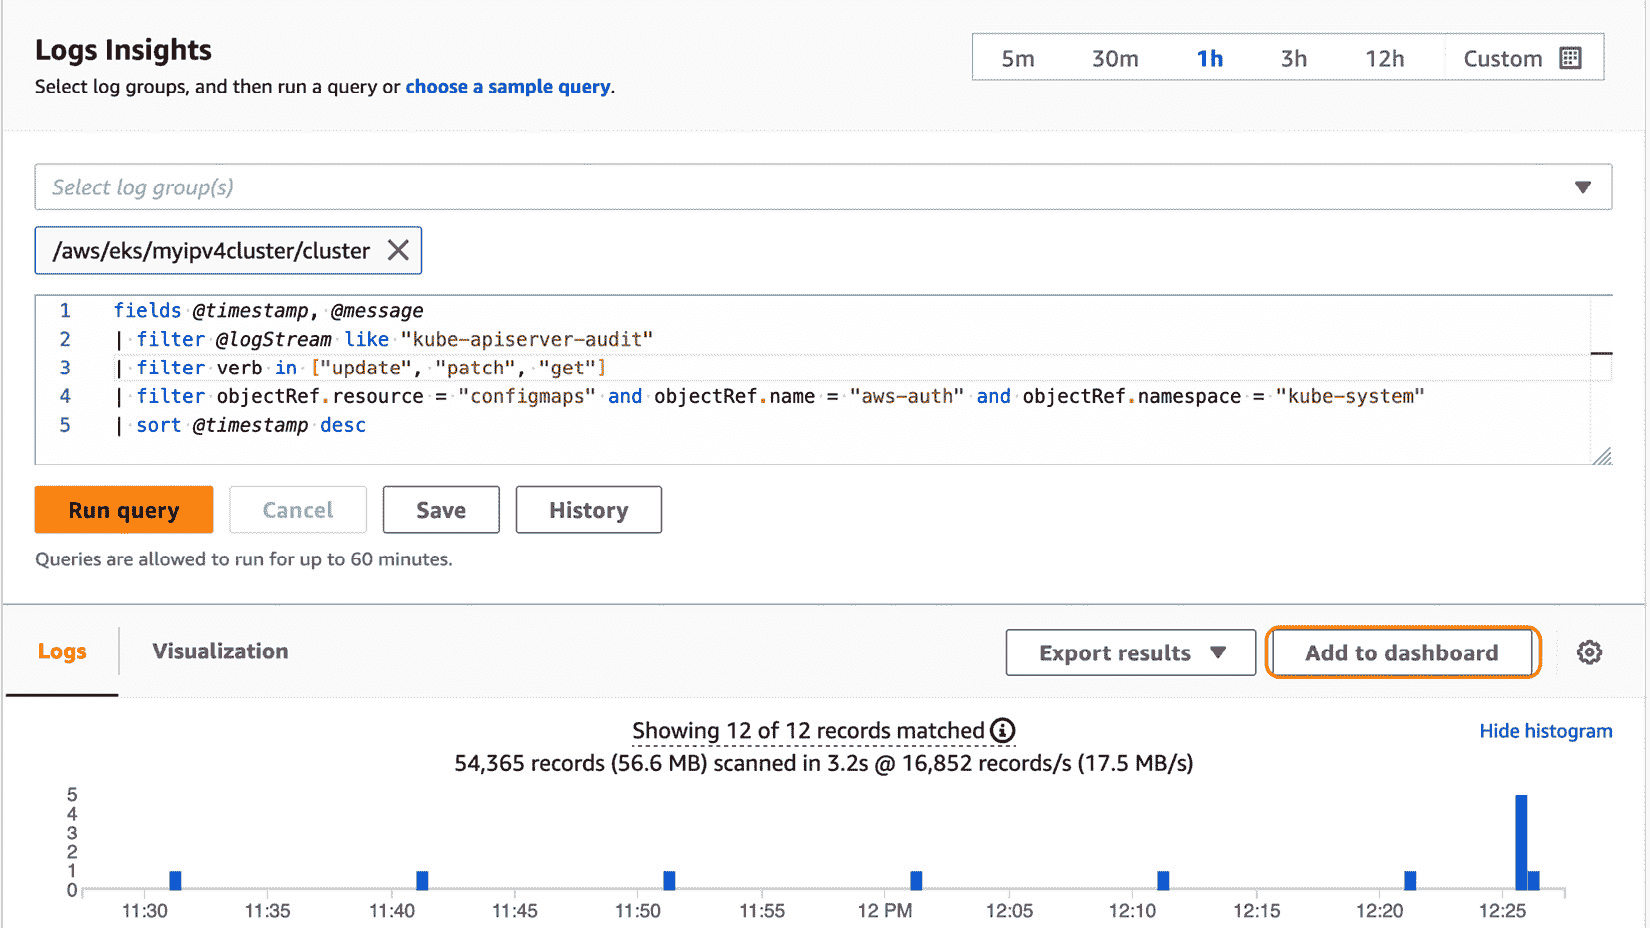 Logs Insights
Select log groups, and then run a query or choose a sample query.
5m 30m 1h 3h 12h Custom
Select log group(s)
/aws/eks/myipv4cluster/cluster
1 fields @timestamp, @message
2 | filter @logStream like "kube-apiserver-audit"
3 | filter verb in ["update", "patch", "get"]
4 | filter objectRef.resource = "configmaps" and objectRef.name = "aws-auth" and objectRef.namespace = "kube-system"
5 | sort @timestamp desc
Run query Cancel Save History
Queries are allowed to run for up to 60 minutes.
Logs Visualization Export results Add to dashboard
Showing 12 of 12 records matched
Hide histogram
54,365 records (56.6 MB) scanned in 3.2s @ 16,852 records/s (17.5 MB/s)
5
4
3
2
1
0
11:30 11:35 11:40 11:45 11:50 11:55 12 PM 12:05 12:10 12:15 12:20 12:25